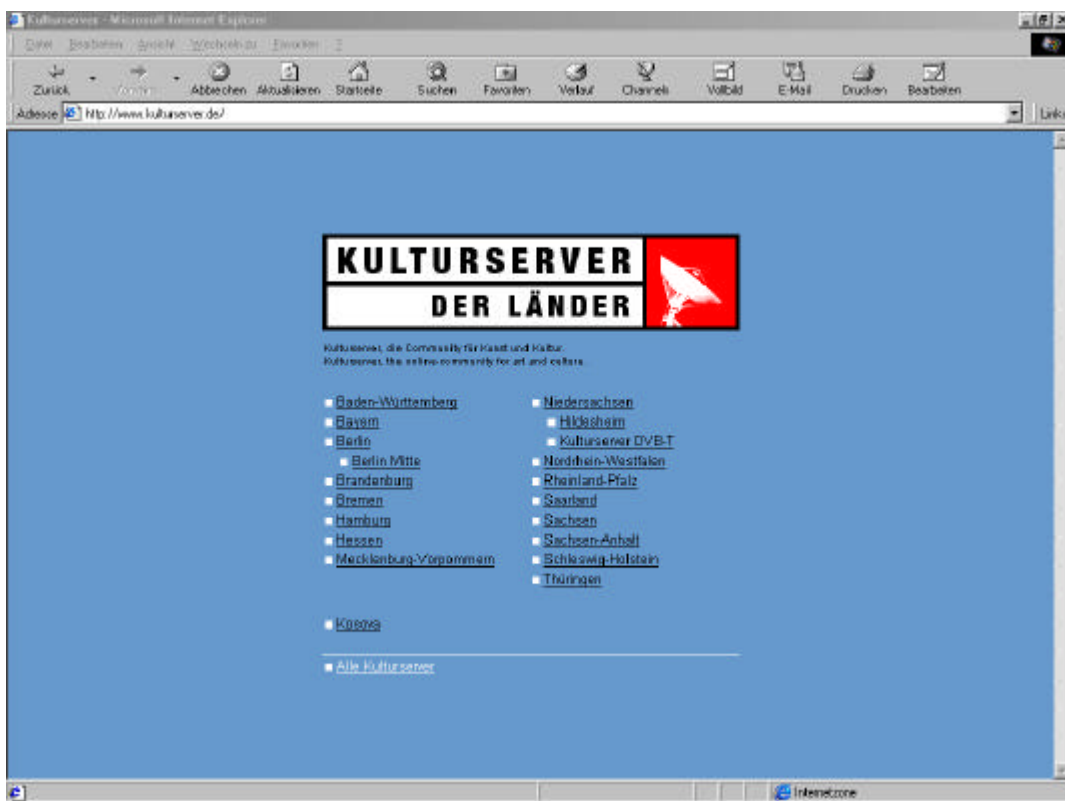 Kulturserver - Microsoft Internet Explorer
Datei Bearbeiten Ansicht Wechseln zu Favoriten ?
Zurück Vorwärts Abbrechen Aktualisieren Startseite Suchen Favoriten Verlauf Channels Vollbild E-Mail Drucken Bearbeiten
Adresse http://www.kulturserver.de/ Links
KULTURSERVER
DER LÄNDER
Kulturserver, die Community für Kunst und Kultur.
Kulturserver, the online-community for art and culture.
Baden-Württemberg
Bayern
Berlin
Berlin Mitte
Brandenburg
Bremen
Hamburg
Hessen
Mecklenburg-Vorpommern
Niedersachsen
Hildesheim
Kulturserver DVB-T
Nordrhein-Westfalen
Rheinland-Pfalz
Saarland
Sachsen
Sachsen-Anhalt
Schleswig-Holstein
Thüringen
Kosova
Alle Kulturserver
Internetzone